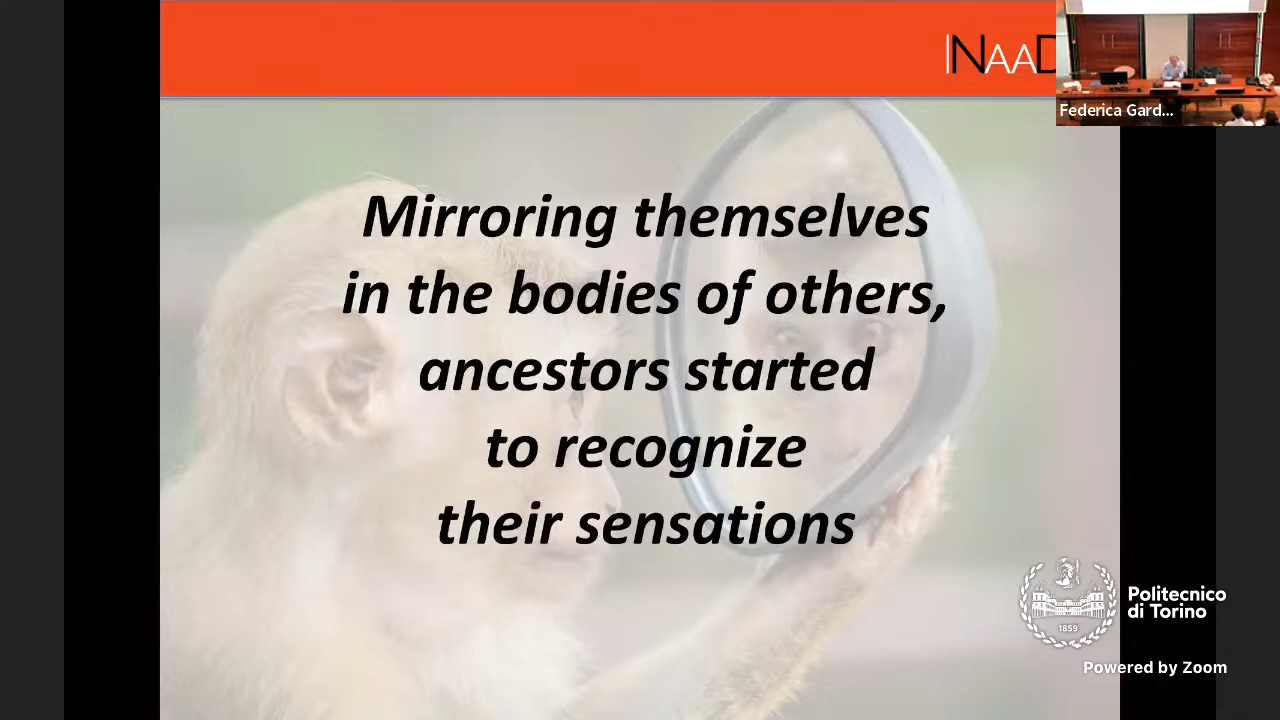 INAAD
Federica Gard...
Mirroring themselves
in the bodies of others,
ancestors started
to recognize
their sensations
1859
Politecnico
di Torino
Powered by Zoom